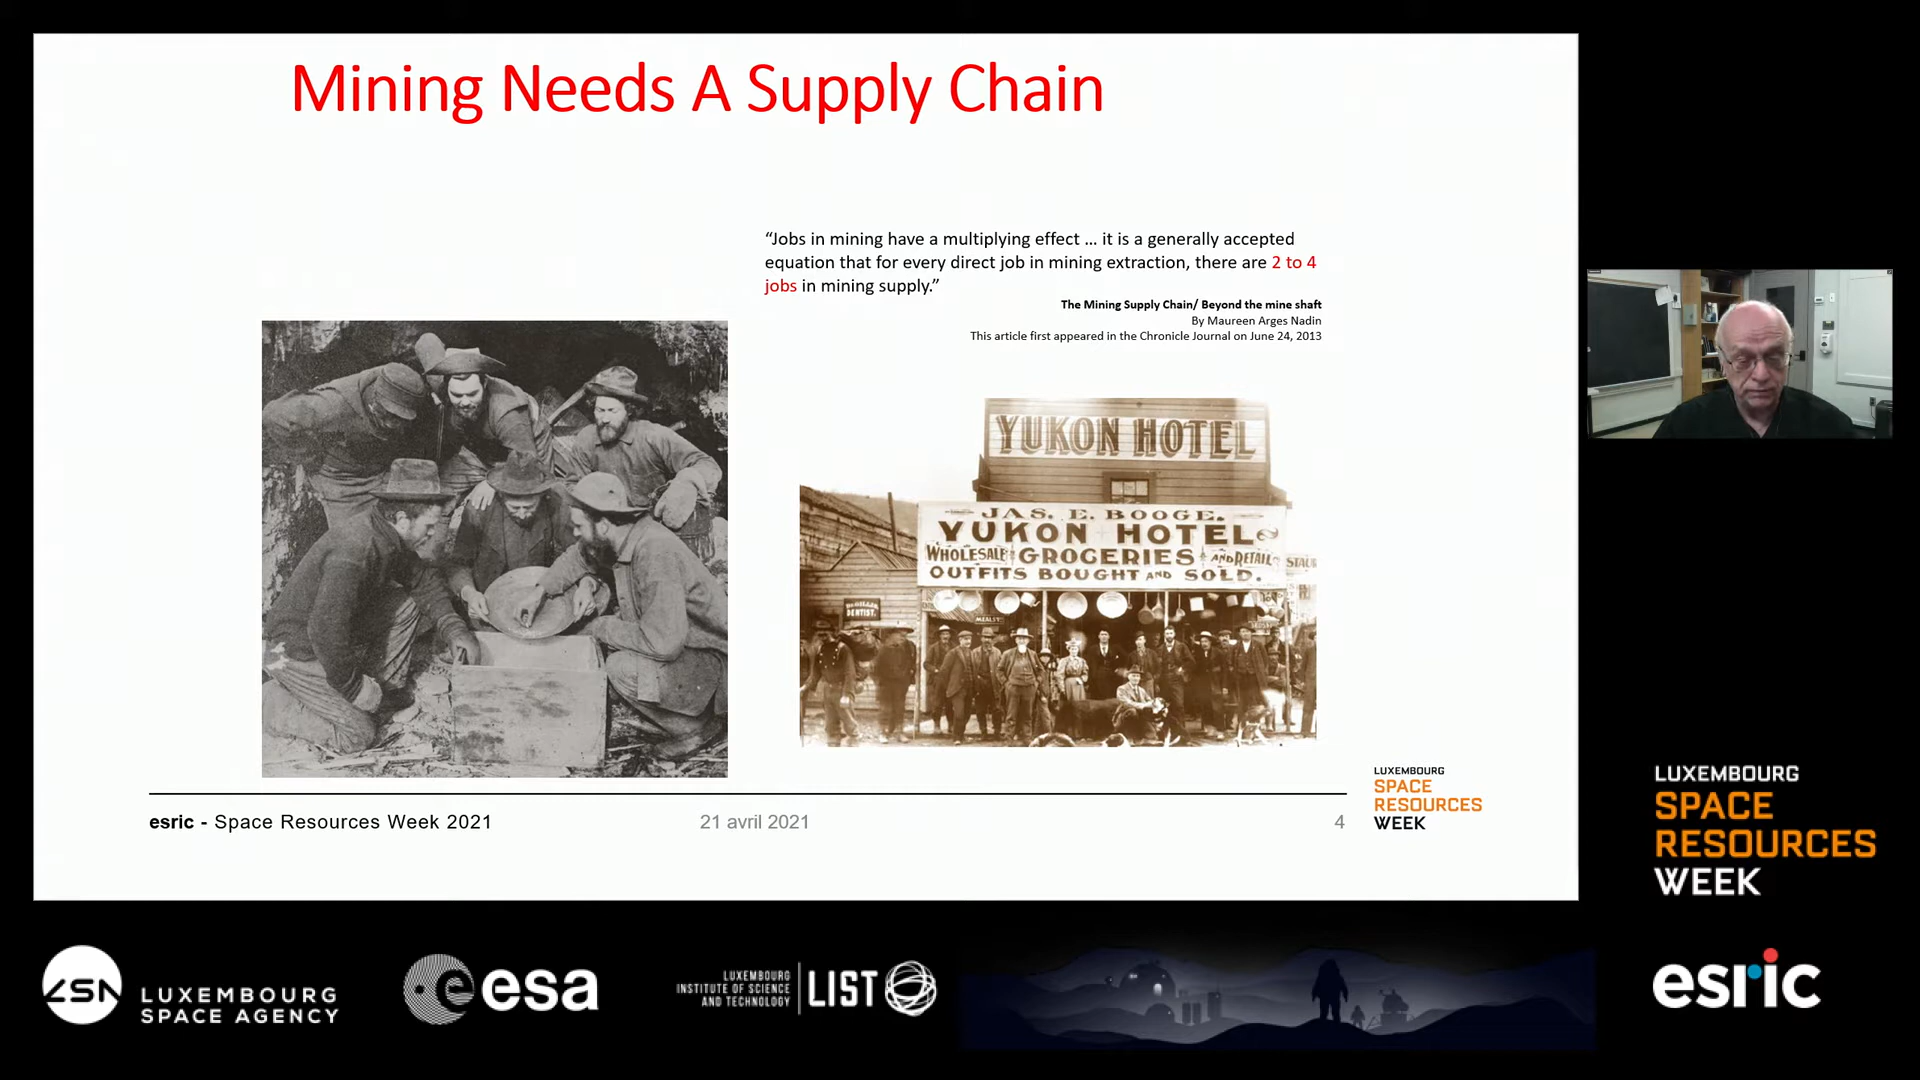 Mining Needs A Supply Chain
“Jobs in mining have a multiplying effect ... it is a generally accepted
equation that for every direct job in mining extraction, there are 2 to 4
jobs in mining supply.”
The Mining Supply Chain/ Beyond the mine shaft
By Maureen Arges Nadin
This article first appeared in the Chronicle Journal on June 24, 2013
YUKON HOTEL
JAS. E. BOOGE.
YUKON HOTEL
WHOLESALE GROCERIES AND RETAIL
OUTFITS BOUGHT AND SOLD.
DENTIST.
MEALS
esric - Space Resources Week 2021
21 avril 2021
4
LUXEMBOURG
SPACE
RESOURCES
WEEK
LUXEMBOURG
SPACE
RESOURCES
WEEK
LSA
LUXEMBOURG
SPACE AGENCY
esa
LUXEMBOURG
INSTITUTE OF SCIENCE
AND TECHNOLOGY
LIST
esric